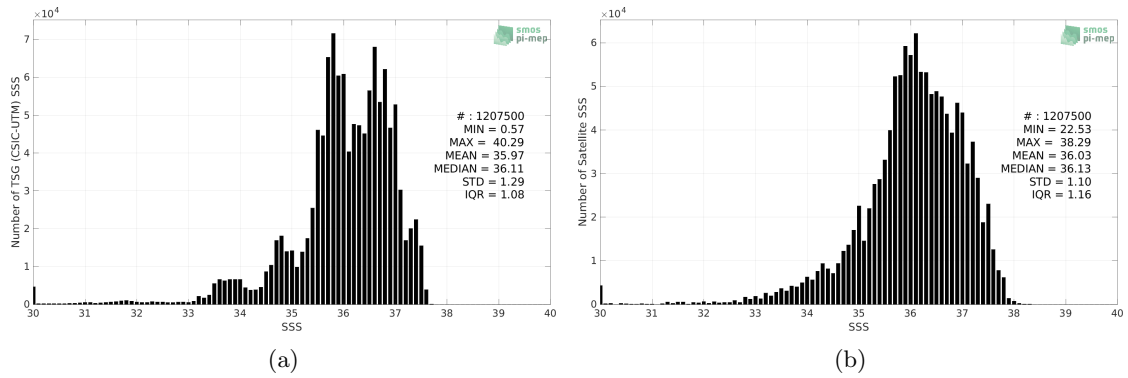 ×10⁴
smos
pi-mep
7
6
5
4
3
2
1
0
Number of TSG (CSIC-UTM) SSS
# : 1207500
MIN = 0.57
MAX = 40.29
MEAN = 35.97
MEDIAN = 36.11
STD = 1.29
IQR = 1.08
30 31 32 33 34 35 36 37 38 39 40
SSS
(a)
×10⁴
smos
pi-mep
6
5
4
3
2
1
0
Number of Satellite SSS
# : 1207500
MIN = 22.53
MAX = 38.29
MEAN = 36.03
MEDIAN = 36.13
STD = 1.10
IQR = 1.16
30 31 32 33 34 35 36 37 38 39 40
SSS
(b)